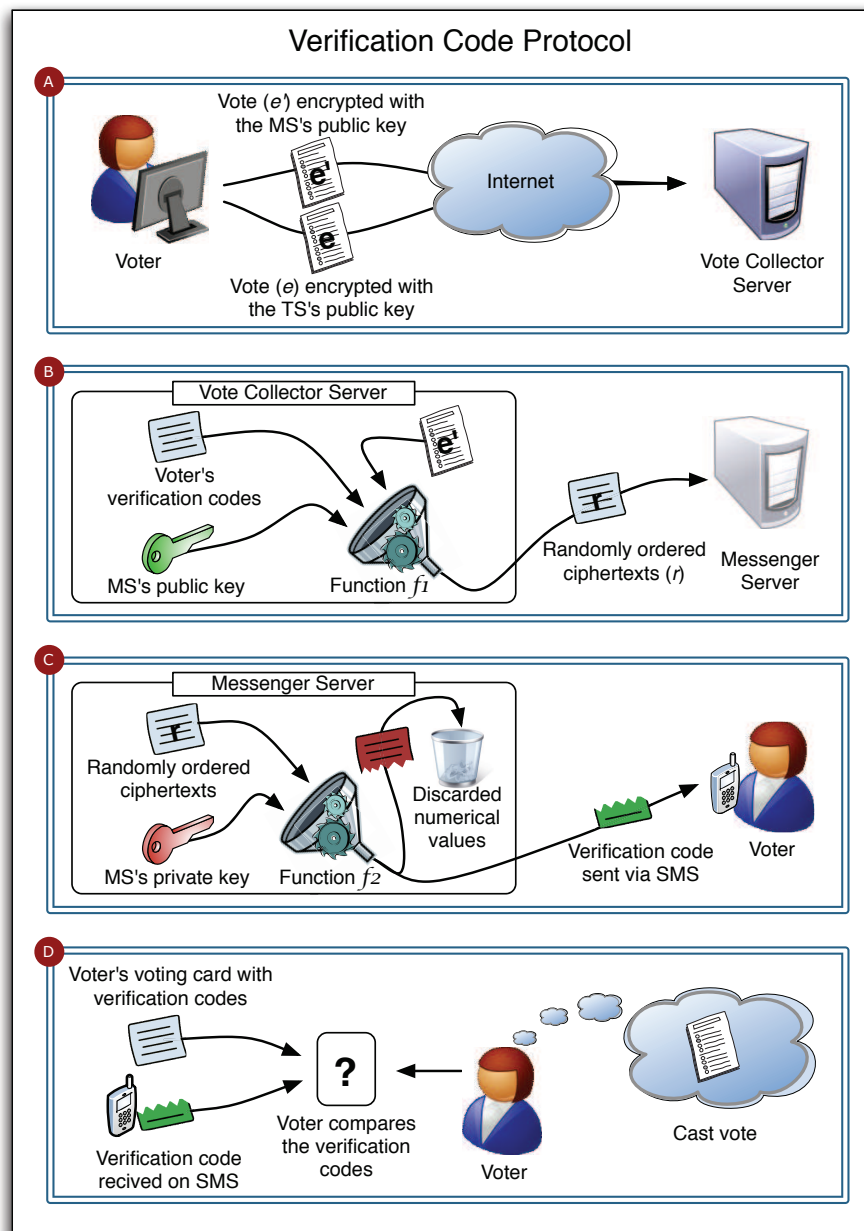 Verification Code Protocol
A
Vote (e') encrypted with
the MS's public key
e'
Internet
e
Voter
Vote (e) encrypted with
the TS's public key
Vote Collector
Server
B
Vote Collector Server
e'
Voter's
verification codes
r
MS's public key
Function f1
Randomly ordered
ciphertexts (r)
Messenger
Server
C
Messenger Server
r
Randomly ordered
ciphertexts
Discarded
numerical
values
MS's private key
Function f2
Verification code
sent via SMS
Voter
D
Voter's voting card with
verification codes
?
Voter compares
the verification
codes
Verification code
recived on SMS
Voter
Cast vote